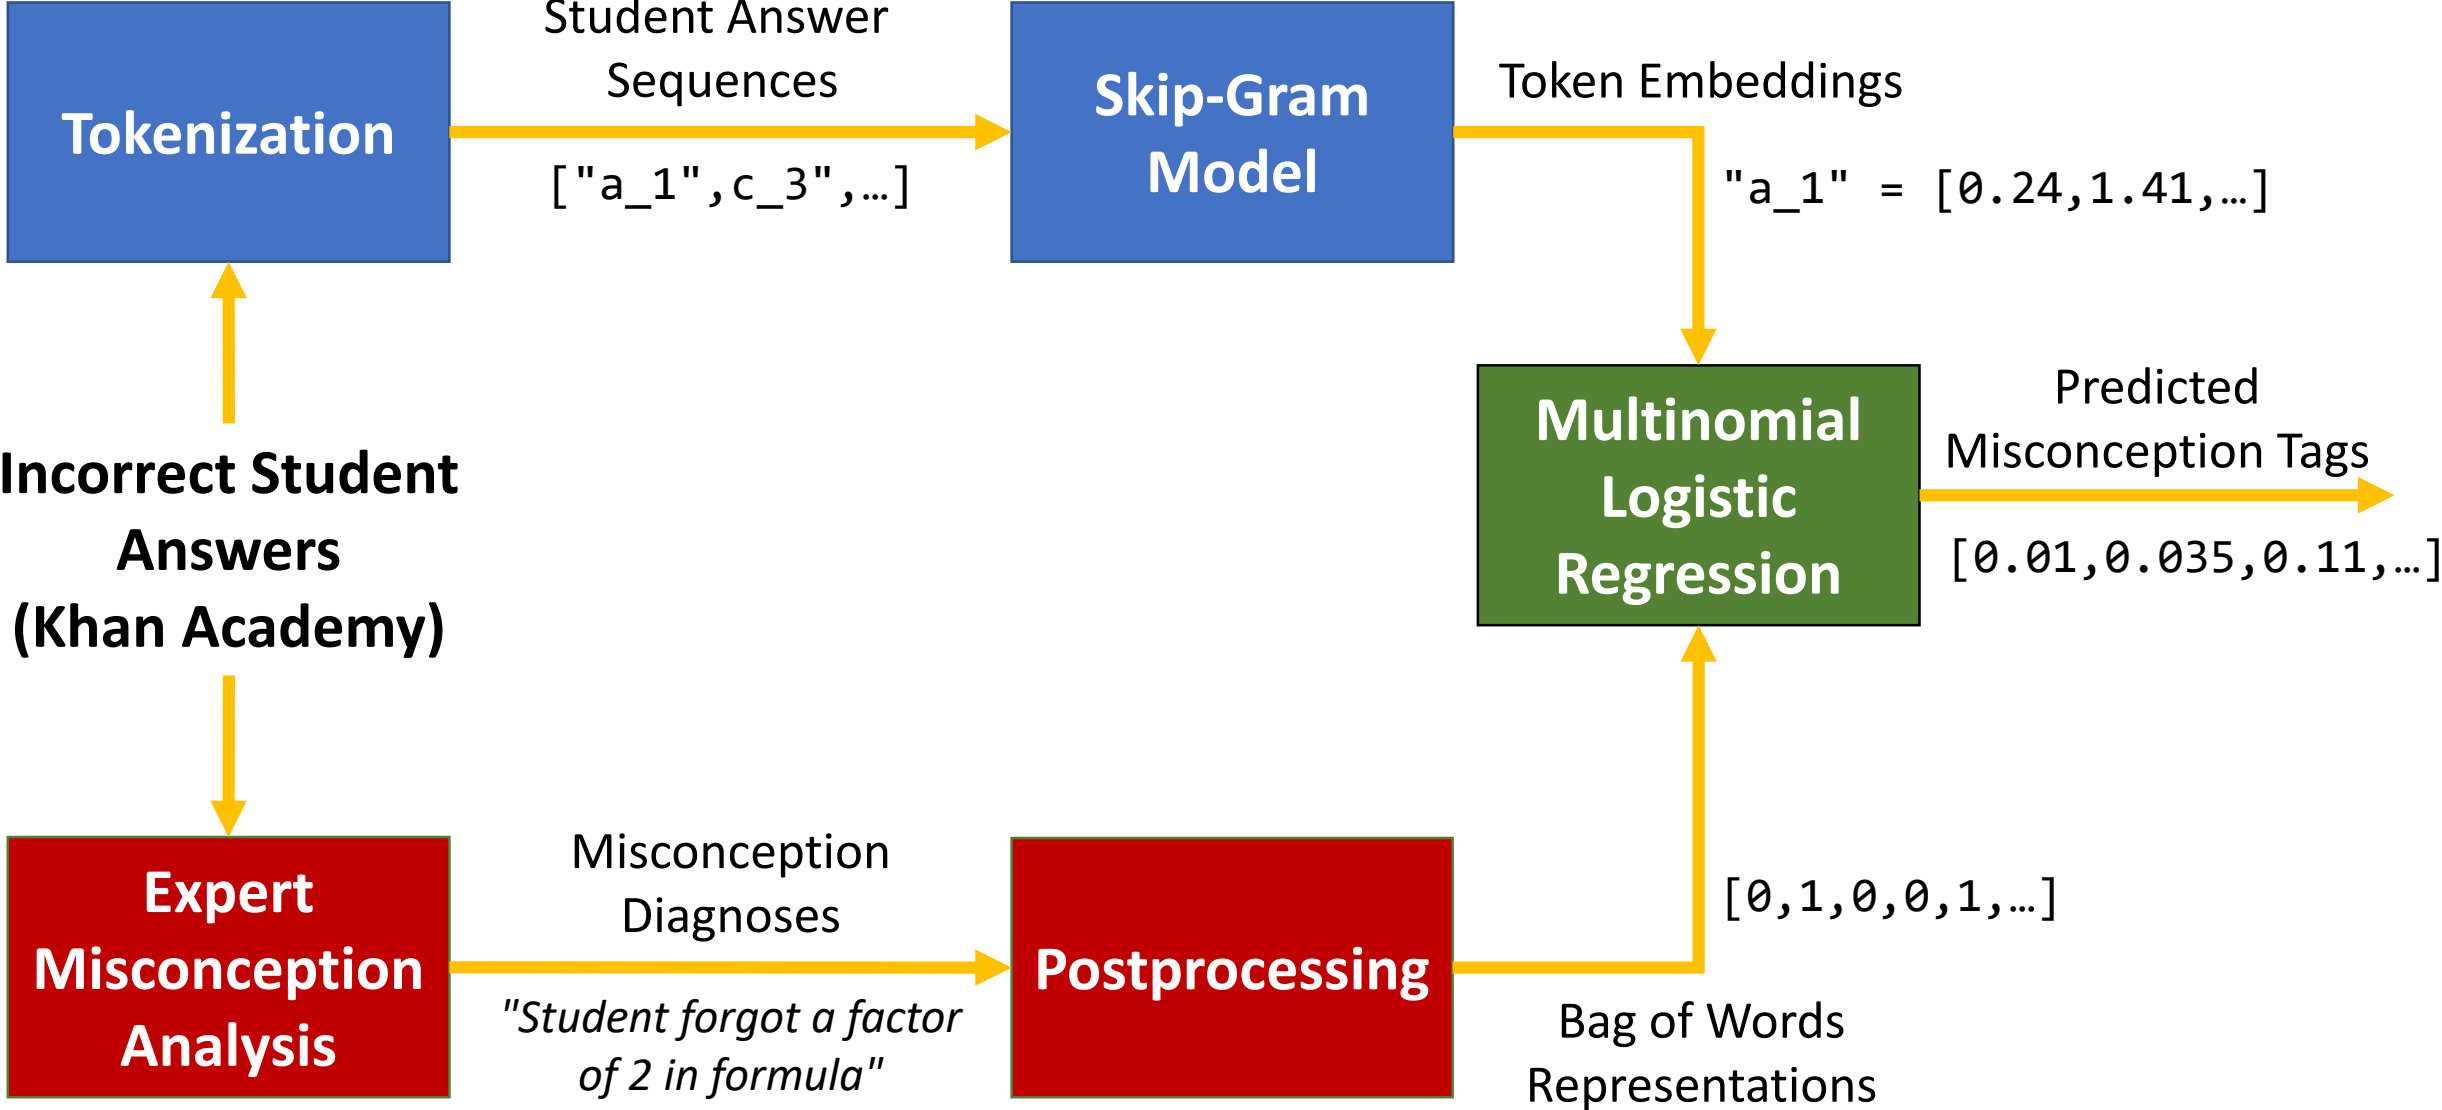 Student Answer
Sequences
Tokenization
["a_1",c_3",…]
Skip-Gram
Model
Token Embeddings
"a_1" = [0.24,1.41,…]
Incorrect Student
Answers
(Khan Academy)
Multinomial
Logistic
Regression
Predicted
Misconception Tags
[0.01,0.035,0.11,…]
Expert
Misconception
Analysis
Misconception
Diagnoses
"Student forgot a factor
of 2 in formula"
Postprocessing
[0,1,0,0,1,…]
Bag of Words
Representations